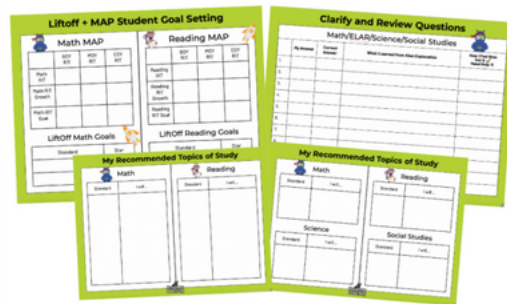 Liftoff + MAP Student Goal Setting
Math MAP
BOY RIT
MOY RIT
EOY RIT
Math RIT
Math RIT Growth
Math RIT Goal
LiftOff Math Goals
Standard
Star
Reading MAP
BOY RIT
MOY RIT
EOY RIT
Reading RIT
Reading RIT Growth
Reading RIT Goal
LiftOff Reading Goals
Standard
Star
Clarify and Review Questions
Math/ELAR/Science/Social Studies
My Answer
Correct Answer
What I Learned from Peer Explanation
My Recommended Topics of Study
Math
Standard
I will...
Reading
Standard
I will...
My Recommended Topics of Study
Math
Standard
I will...
Reading
Standard
I will...
Science
Standard
I will...
Social Studies
Standard
I will...